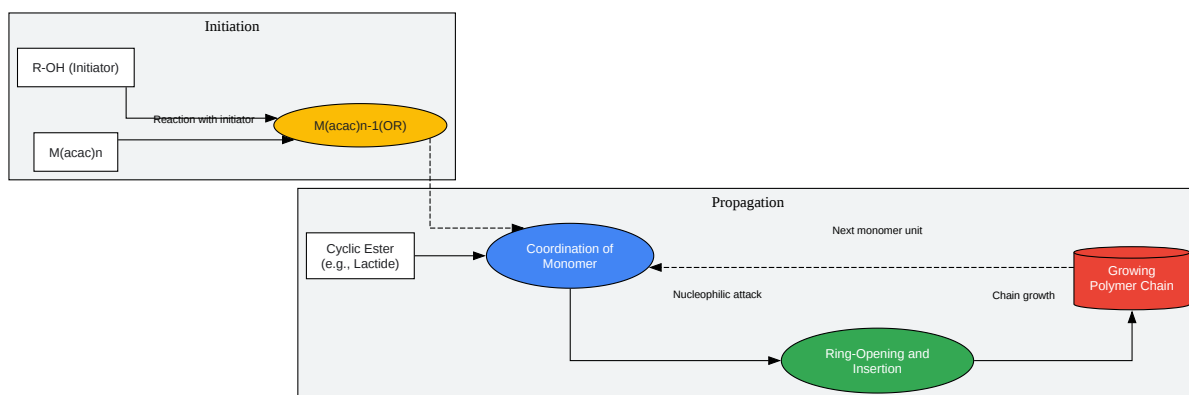 Initiation
R-OH (Initiator)
Reaction with initiator
M(acac)n-1(OR)
M(acac)n
Propagation
Next monomer unit
Cyclic Ester
(e.g., Lactide)
Coordination of
Monomer
Growing
Polymer Chain
Nucleophilic attack
Chain growth
Ring-Opening and
Insertion